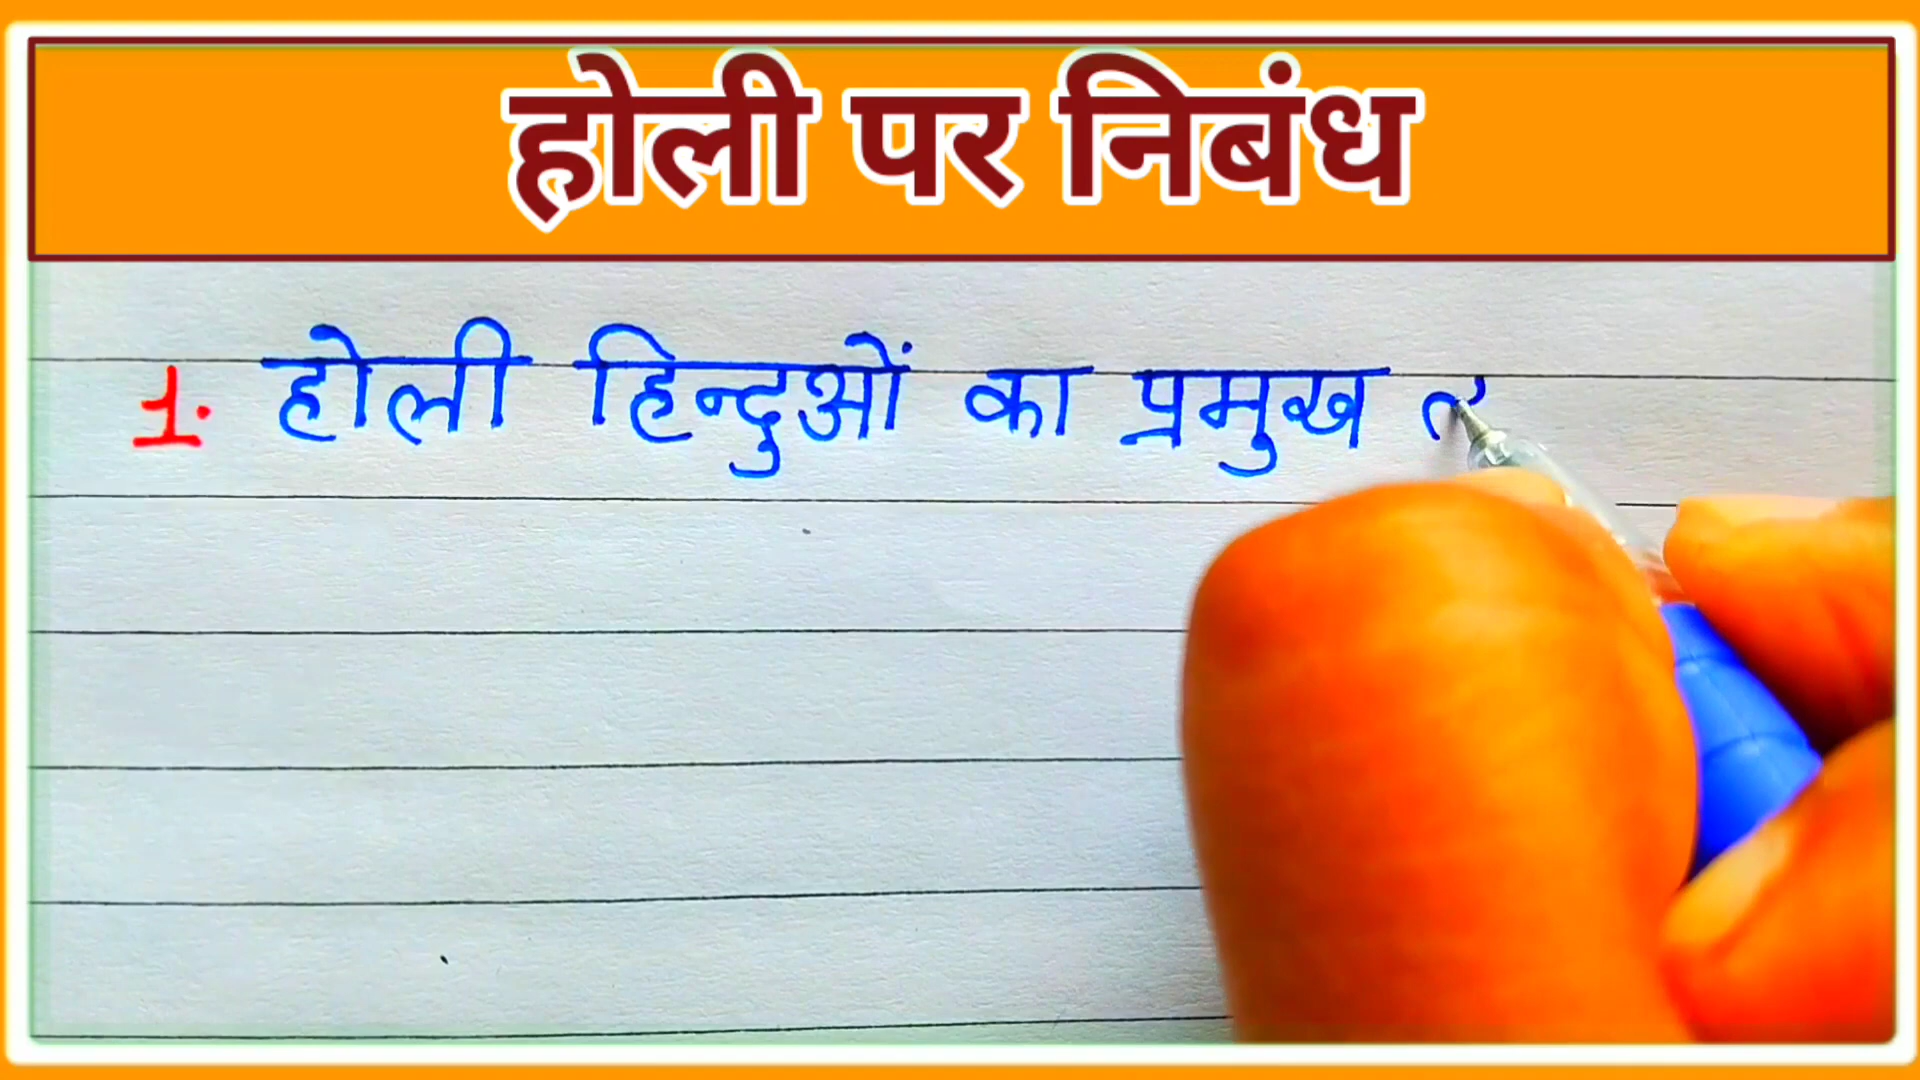 होली पर निबंध
1. होली हिन्दुओं का प्रमुख